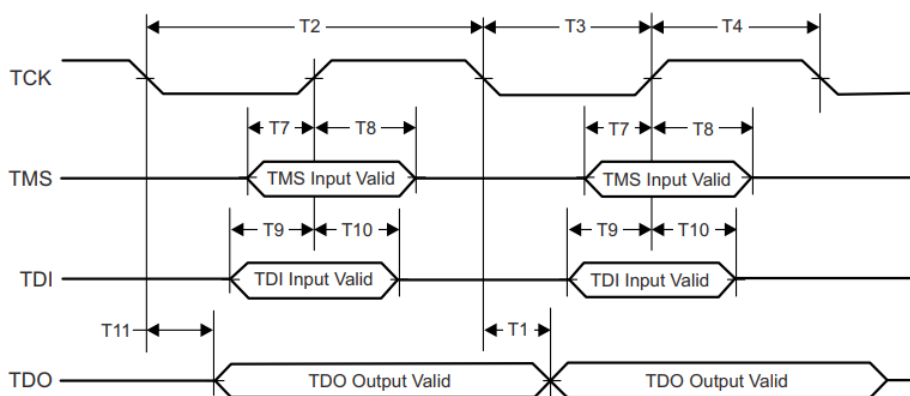 T2 T3 T4
TCK
T7 T8 T7 T8
TMS TMS Input Valid TMS Input Valid
T9 T10 T9 T10
TDI TDI Input Valid TDI Input Valid
T11 T1
TDO TDO Output Valid TDO Output Valid